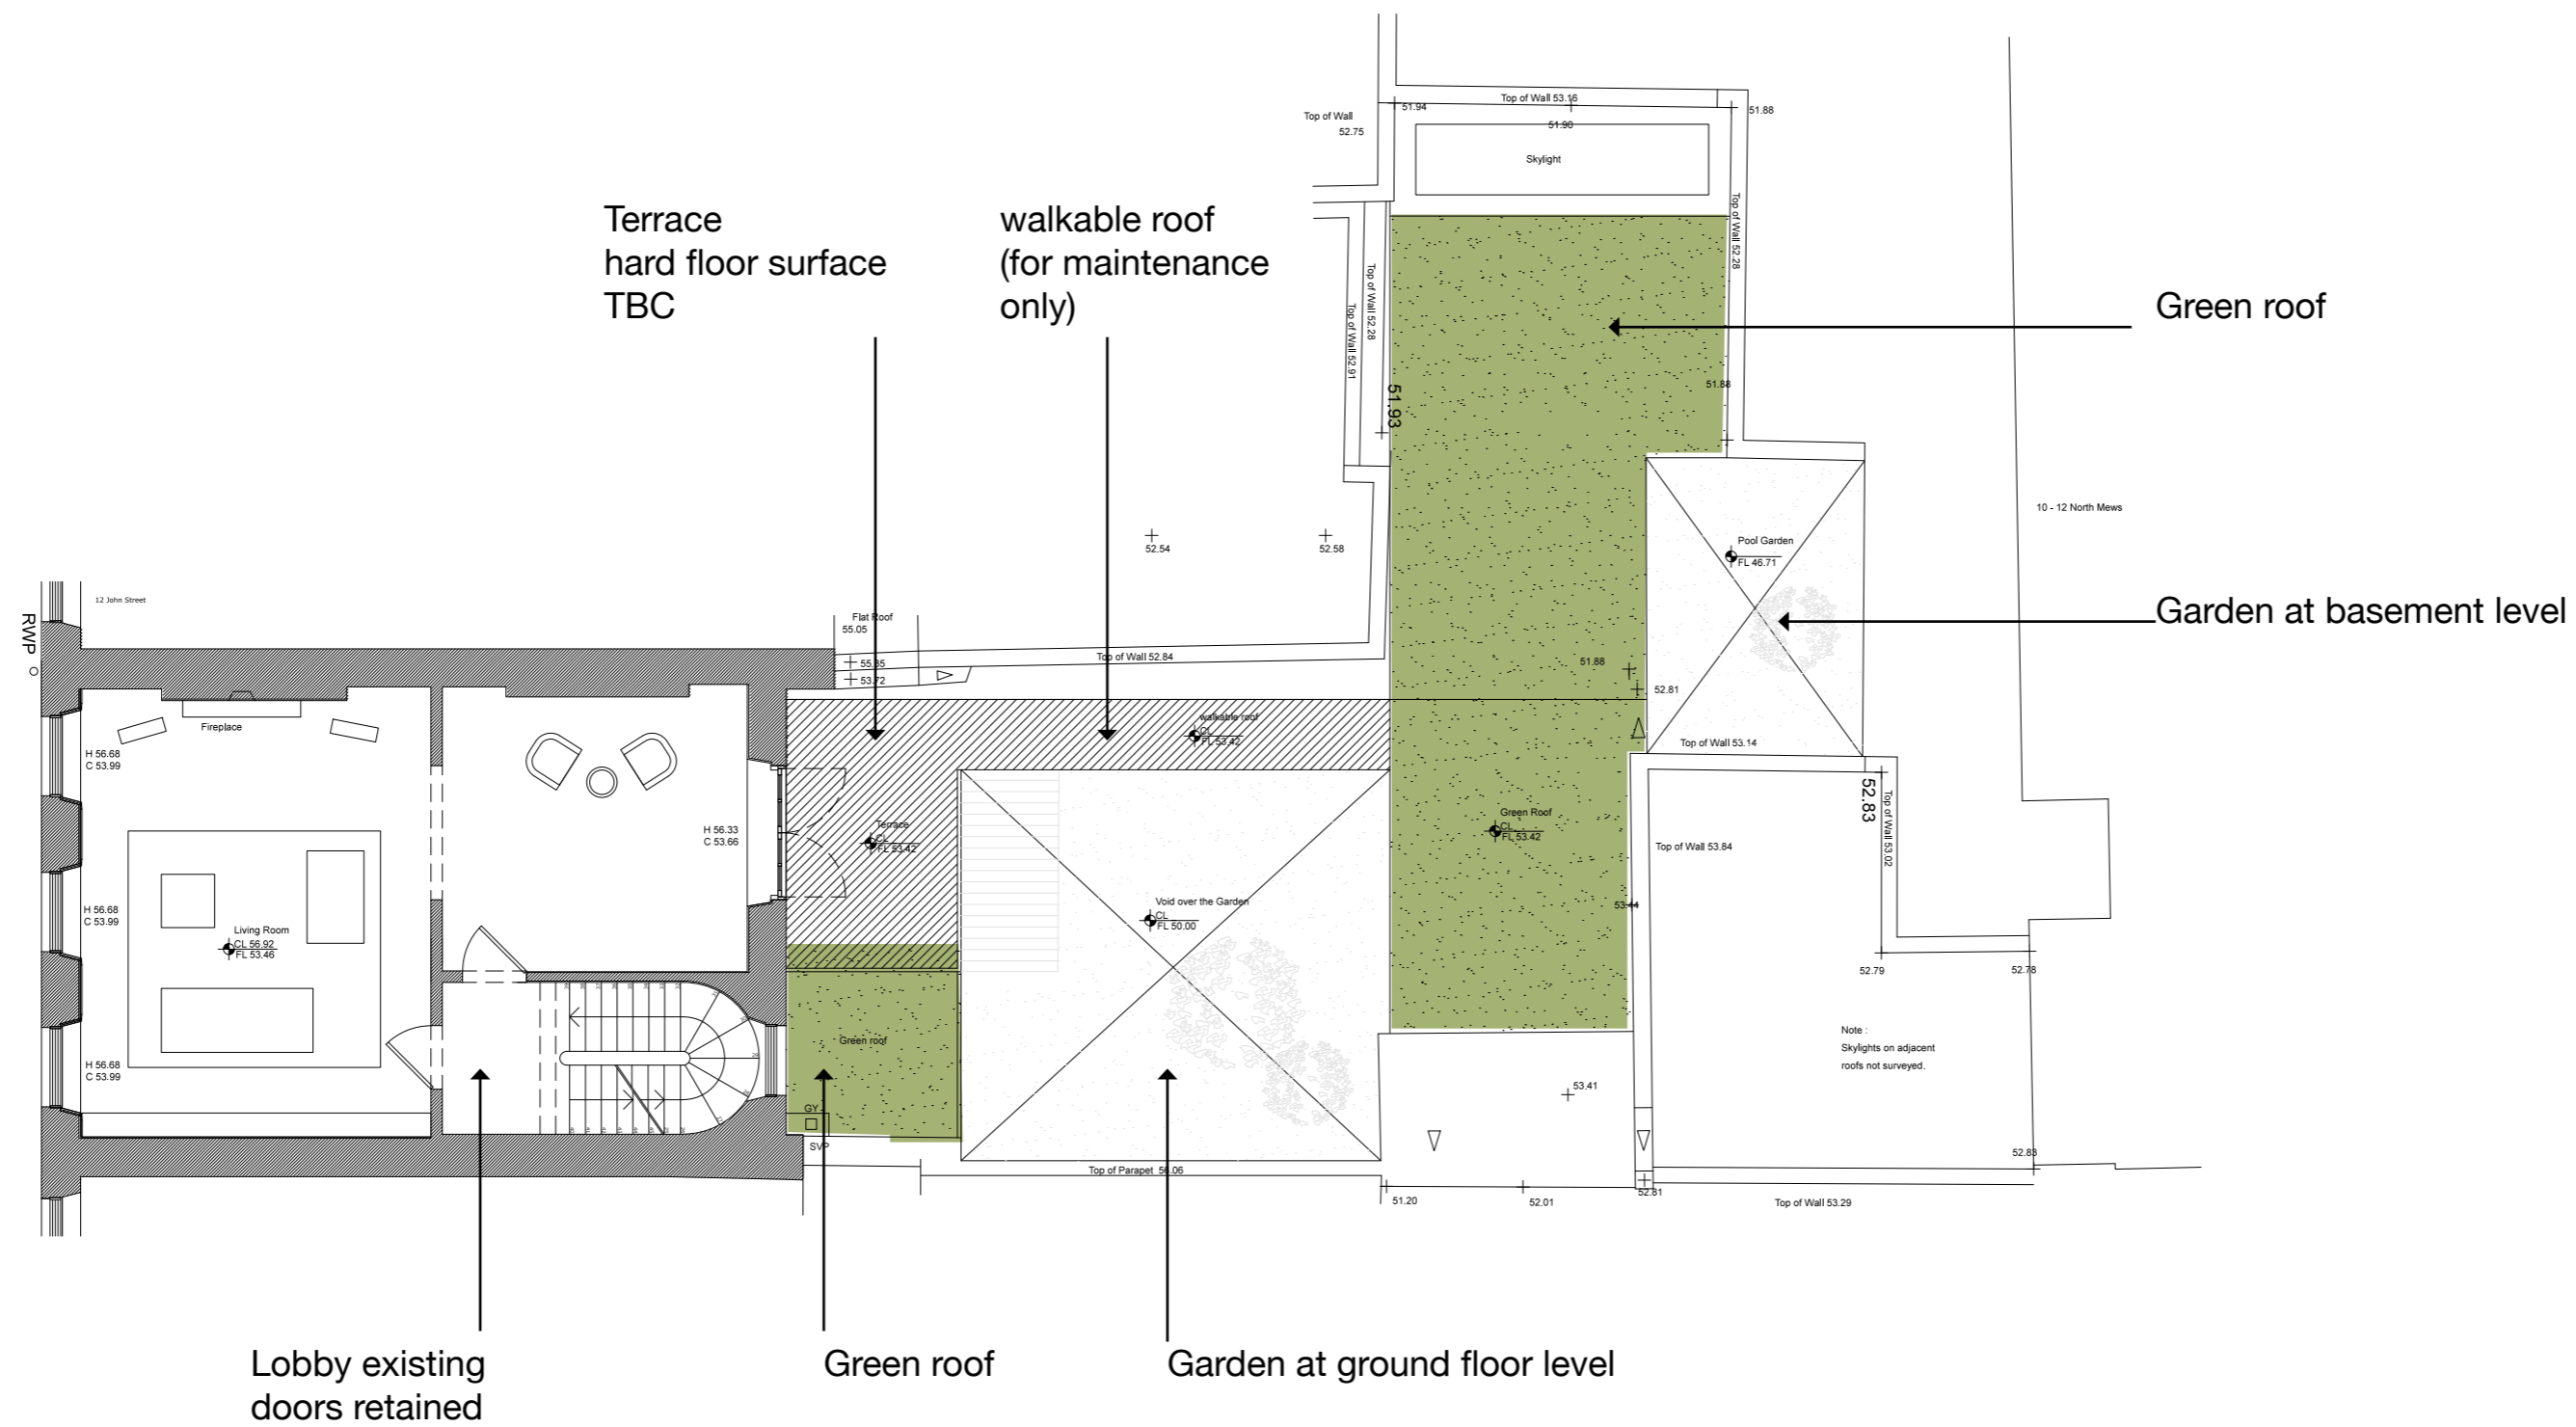 Top of Wall 53.16
51.94
51.88
Top of Wall
52.75
51.90
Skylight
Terrace
hard floor surface
TBC
walkable roof
(for maintenance
only)
Top of Wall 52.28
Top of Wall 52.28
Top of Wall 52.91
Green roof
51.88
51.93
10 - 12 North Mews
52.54
52.58
Pool Garden
FL 46.71
12 John Street
RWP
Flat Roof
55.05
Garden at basement level
Top of Wall 52.84
51.88
53.72
52.81
Fireplace
walkable roof
CL
FL 53.42
Top of Wall 53.14
H 56.68
C 53.99
52.83
Top of Wall 53.02
Green Roof
CL
FL 53.42
Terrace
CL
FL 53.42
H 56.33
C 53.66
Top of Wall 53.84
Void over the Garden
CL
FL 50.00
53.44
H 56.68
C 53.99
Living Room
CL 56.92
FL 53.46
52.79
52.78
Green roof
Note :
Skylights on adjacent
roofs not surveyed.
H 56.68
C 53.99
53.41
GY
SVP
52.83
Top of Parapet 56.06
51.20
52.01
52.81
Top of Wall 53.29
Lobby existing
doors retained
Green roof
Garden at ground floor level